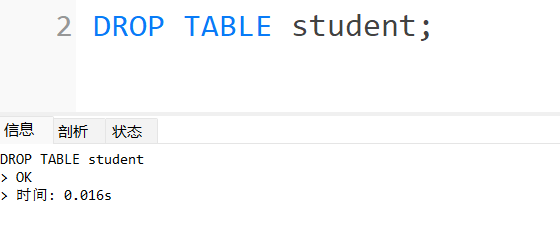 2 DROP TABLE student;
信息 剖析 状态
DROP TABLE student
> OK
> 时间: 0.016s